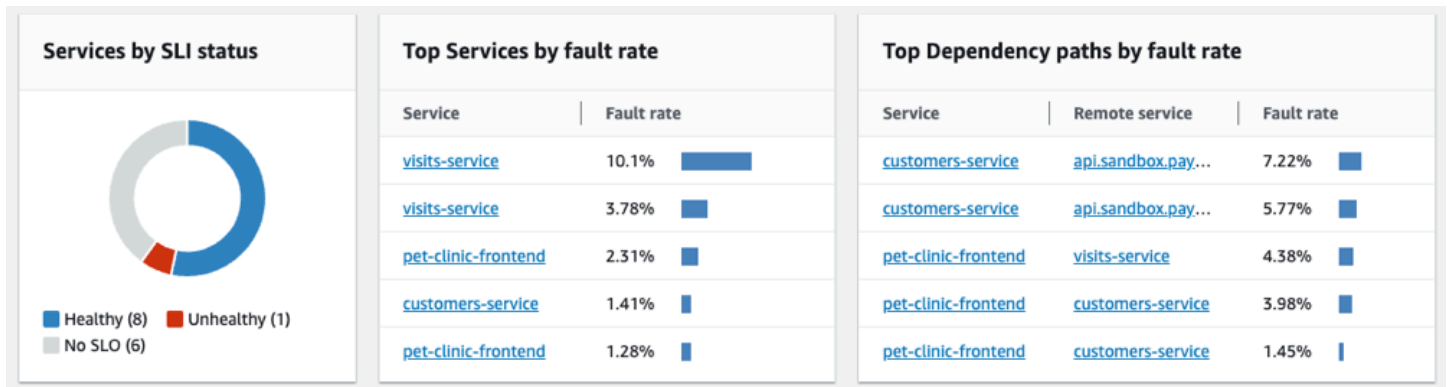 Services by SLI status
Healthy (8) Unhealthy (1)
No SLO (6)
Top Services by fault rate
Service Fault rate
visits-service 10.1%
visits-service 3.78%
pet-clinic-frontend 2.31%
customers-service 1.41%
pet-clinic-frontend 1.28%
Top Dependency paths by fault rate
Service Remote service Fault rate
customers-service api.sandbox.pay... 7.22%
customers-service api.sandbox.pay... 5.77%
pet-clinic-frontend visits-service 4.38%
pet-clinic-frontend customers-service 3.98%
pet-clinic-frontend customers-service 1.45%